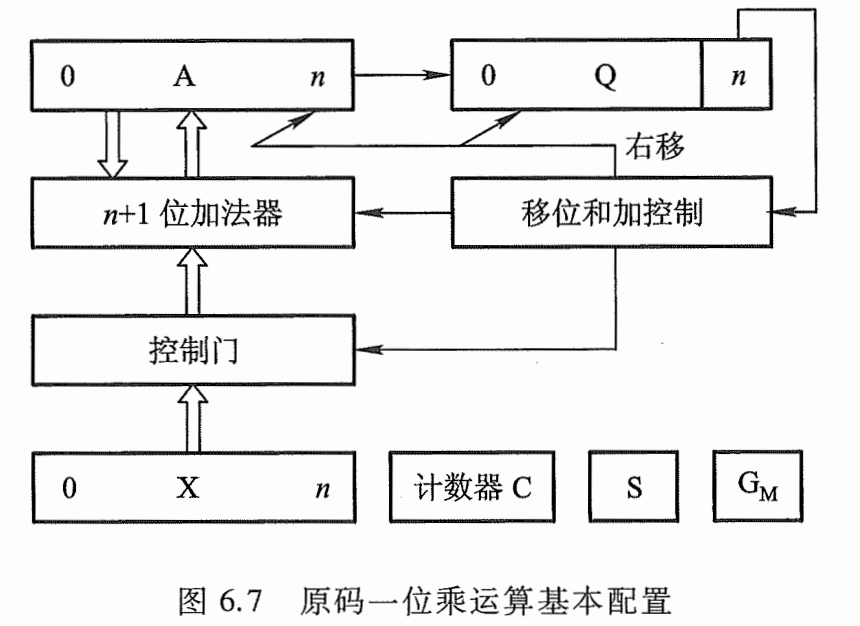 0 A n
0 Q n
右移
n+1 位加法器
移位和加控制
控制门
0 X n
计数器 C
S
G_M
图 6.7 原码一位乘运算基本配置